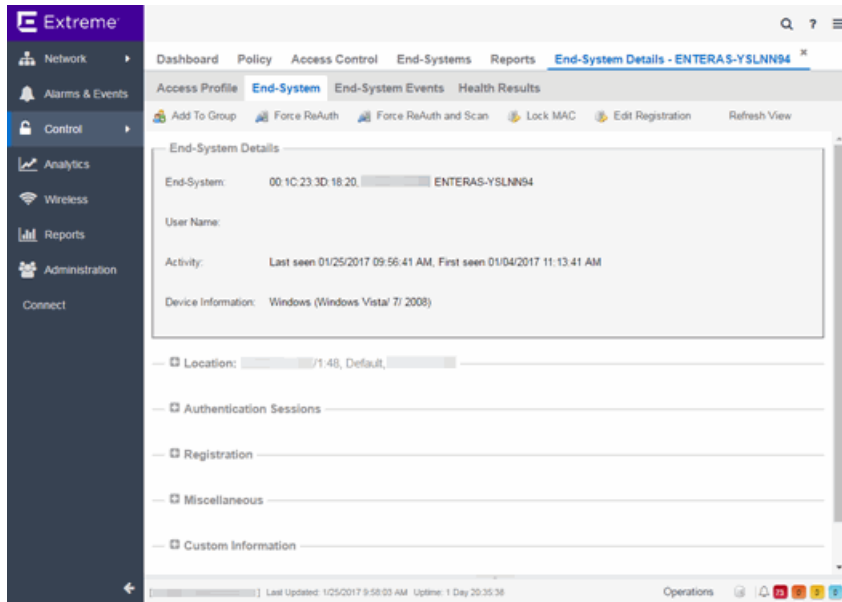 Extreme
Network
Alarms & Events
Control
Analytics
Wireless
Reports
Administration
Connect
Dashboard Policy Access Control End-Systems Reports End-System Details - ENTERAS-YSLNN94
Access Profile End-System End-System Events Health Results
Add To Group Force ReAuth Force ReAuth and Scan Lock MAC Edit Registration Refresh View
End-System Details
End-System: 00:1C:23:3D:18:20, ENTERAS-YSLNN94
User Name:
Activity: Last seen 01/25/2017 09:56:41 AM, First seen 01/04/2017 11:13:41 AM
Device Information: Windows (Windows Vista/ 7/ 2008)
Location: /1:48, Default,
Authentication Sessions
Registration
Miscellaneous
Custom Information
[ ] Last Updated: 1/25/2017 9:58:03 AM Uptime: 1 Day 20:35:38 Operations 73 0 0 0